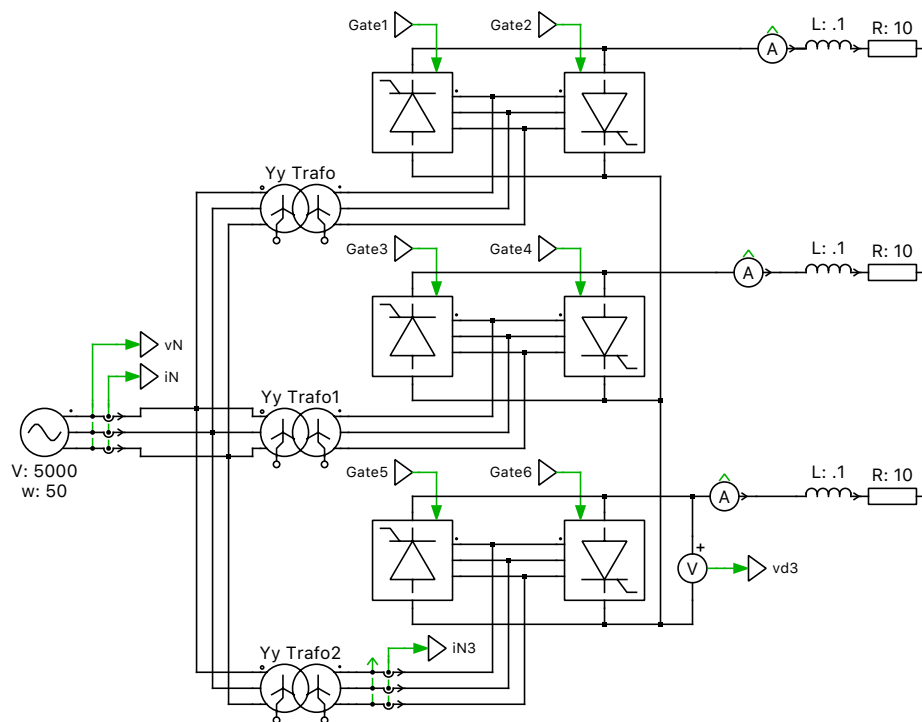 Gate1
Gate2
A
L: .1
R: 10
Yy Trafo
Gate3
Gate4
A
L: .1
R: 10
vN
iN
Yy Trafo1
V: 5000
w: 50
Gate5
Gate6
A
L: .1
R: 10
+
V
vd3
Yy Trafo2
iN3